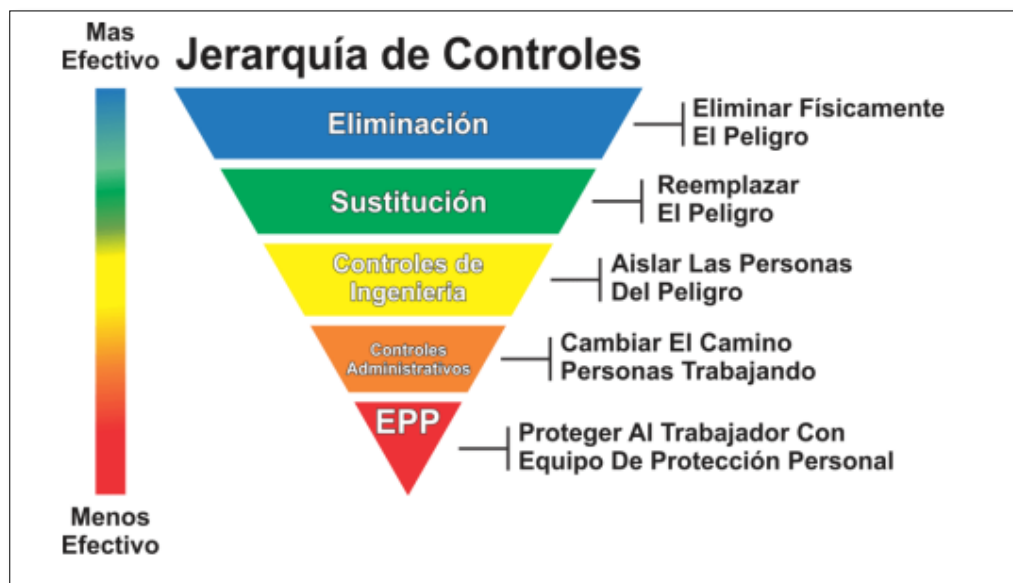 Mas
Efectivo
Jerarquía de Controles
Eliminación
Eliminar Físicamente
El Peligro
Sustitución
Reemplazar
El Peligro
Controles de
Ingenieria
Aislar Las Personas
Del Peligro
Controles
Administrativos
Cambiar El Camino
Personas Trabajando
EPP
Proteger Al Trabajador Con
Equipo De Protección Personal
Menos
Efectivo